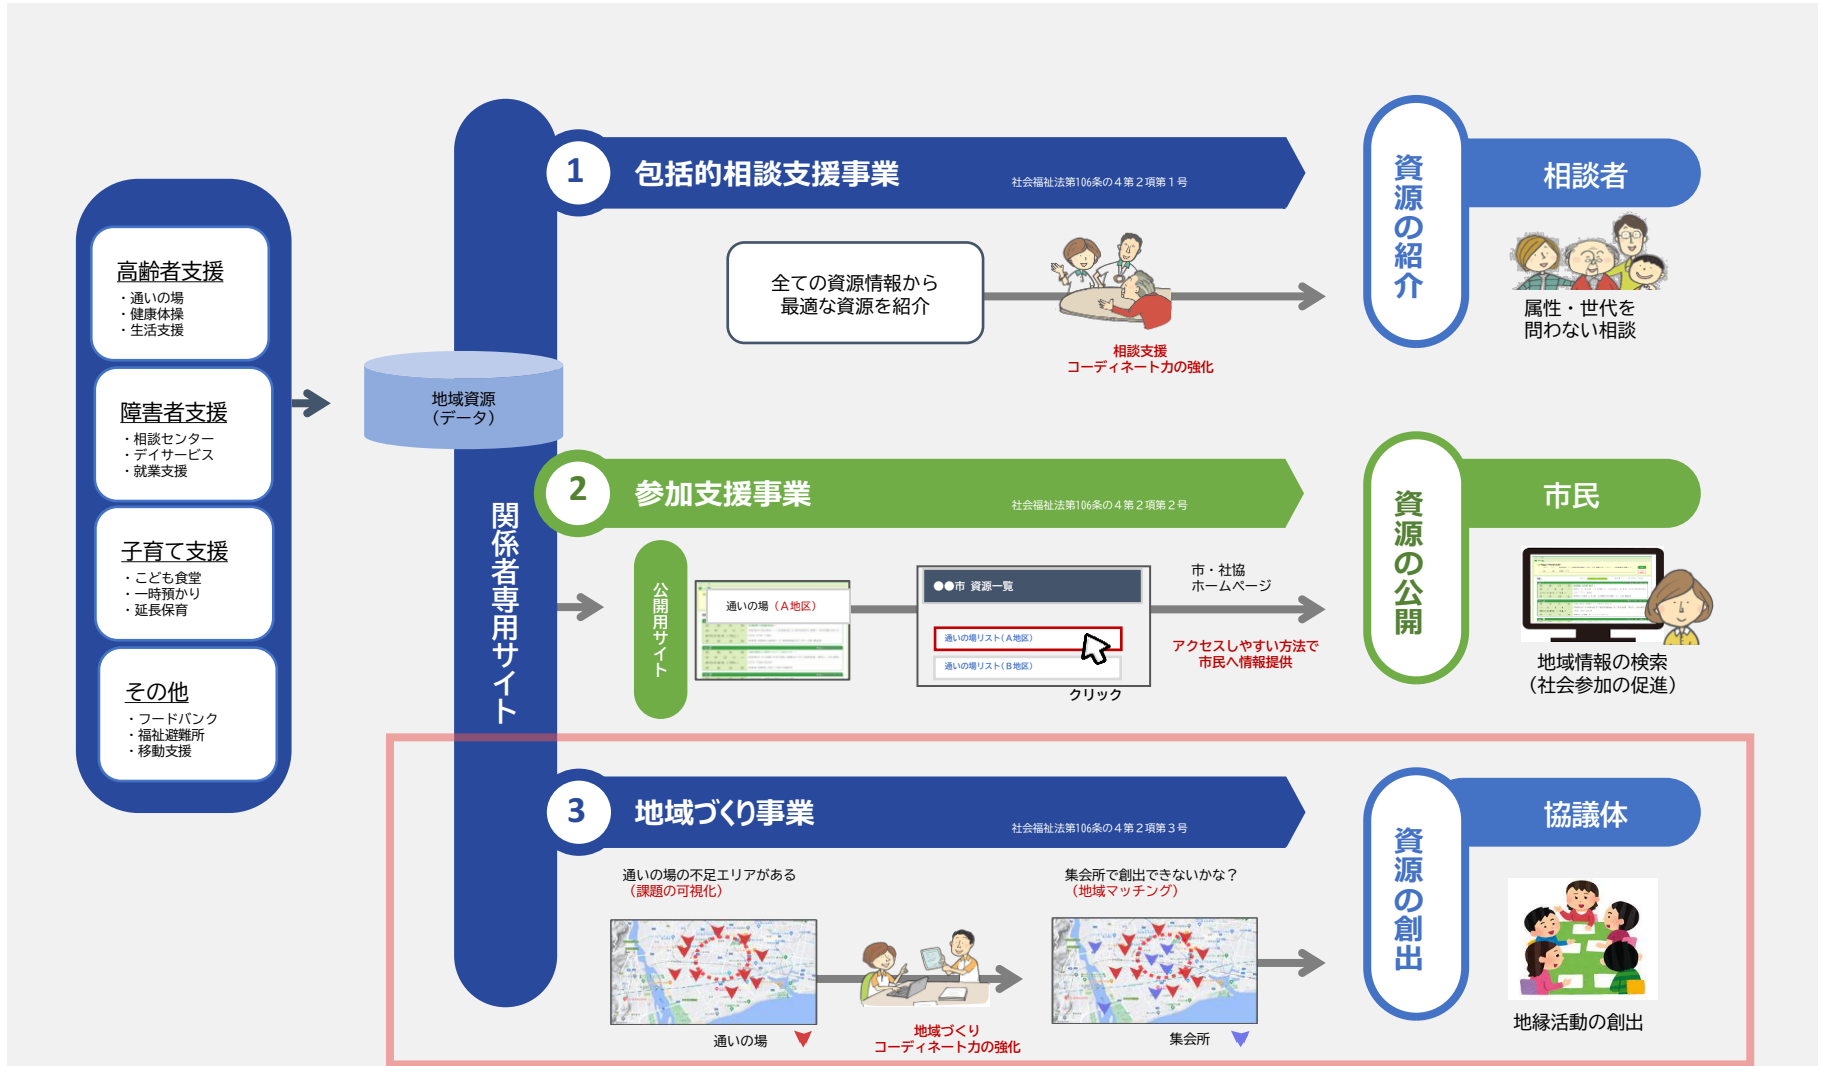 高齢者支援
・通いの場
・健康体操
・生活支援
障害者支援
・相談センター
・デイサービス
・就業支援
子育て支援
・こども食堂
・一時預かり
・延長保育
その他
・フードバンク
・福祉避難所
・移動支援
地域資源
（データ）
関係者専用サイト
1
包括的相談支援事業
社会福祉法第106条の４第２項第１号
全ての資源情報から
最適な資源を紹介
相談支援
コーディネート力の強化
資源の紹介
相談者
属性・世代を
問わない相談
2
参加支援事業
社会福祉法第106条の４第２項第２号
公開用サイト
通いの場（Ａ地区）
●●市 資源一覧
通いの場リスト（Ａ地区）
通いの場リスト（Ｂ地区）
クリック
市・社協
ホームページ
アクセスしやすい方法で
市民へ情報提供
資源の公開
市民
地域情報の検索
（社会参加の促進）
3
地域づくり事業
社会福祉法第106条の４第２項第３号
通いの場の不足エリアがある
（課題の可視化）
通いの場
地域づくり
コーディネート力の強化
集会所で創出できないかな？
（地域マッチング）
集会所
資源の創出
協議体
地縁活動の創出